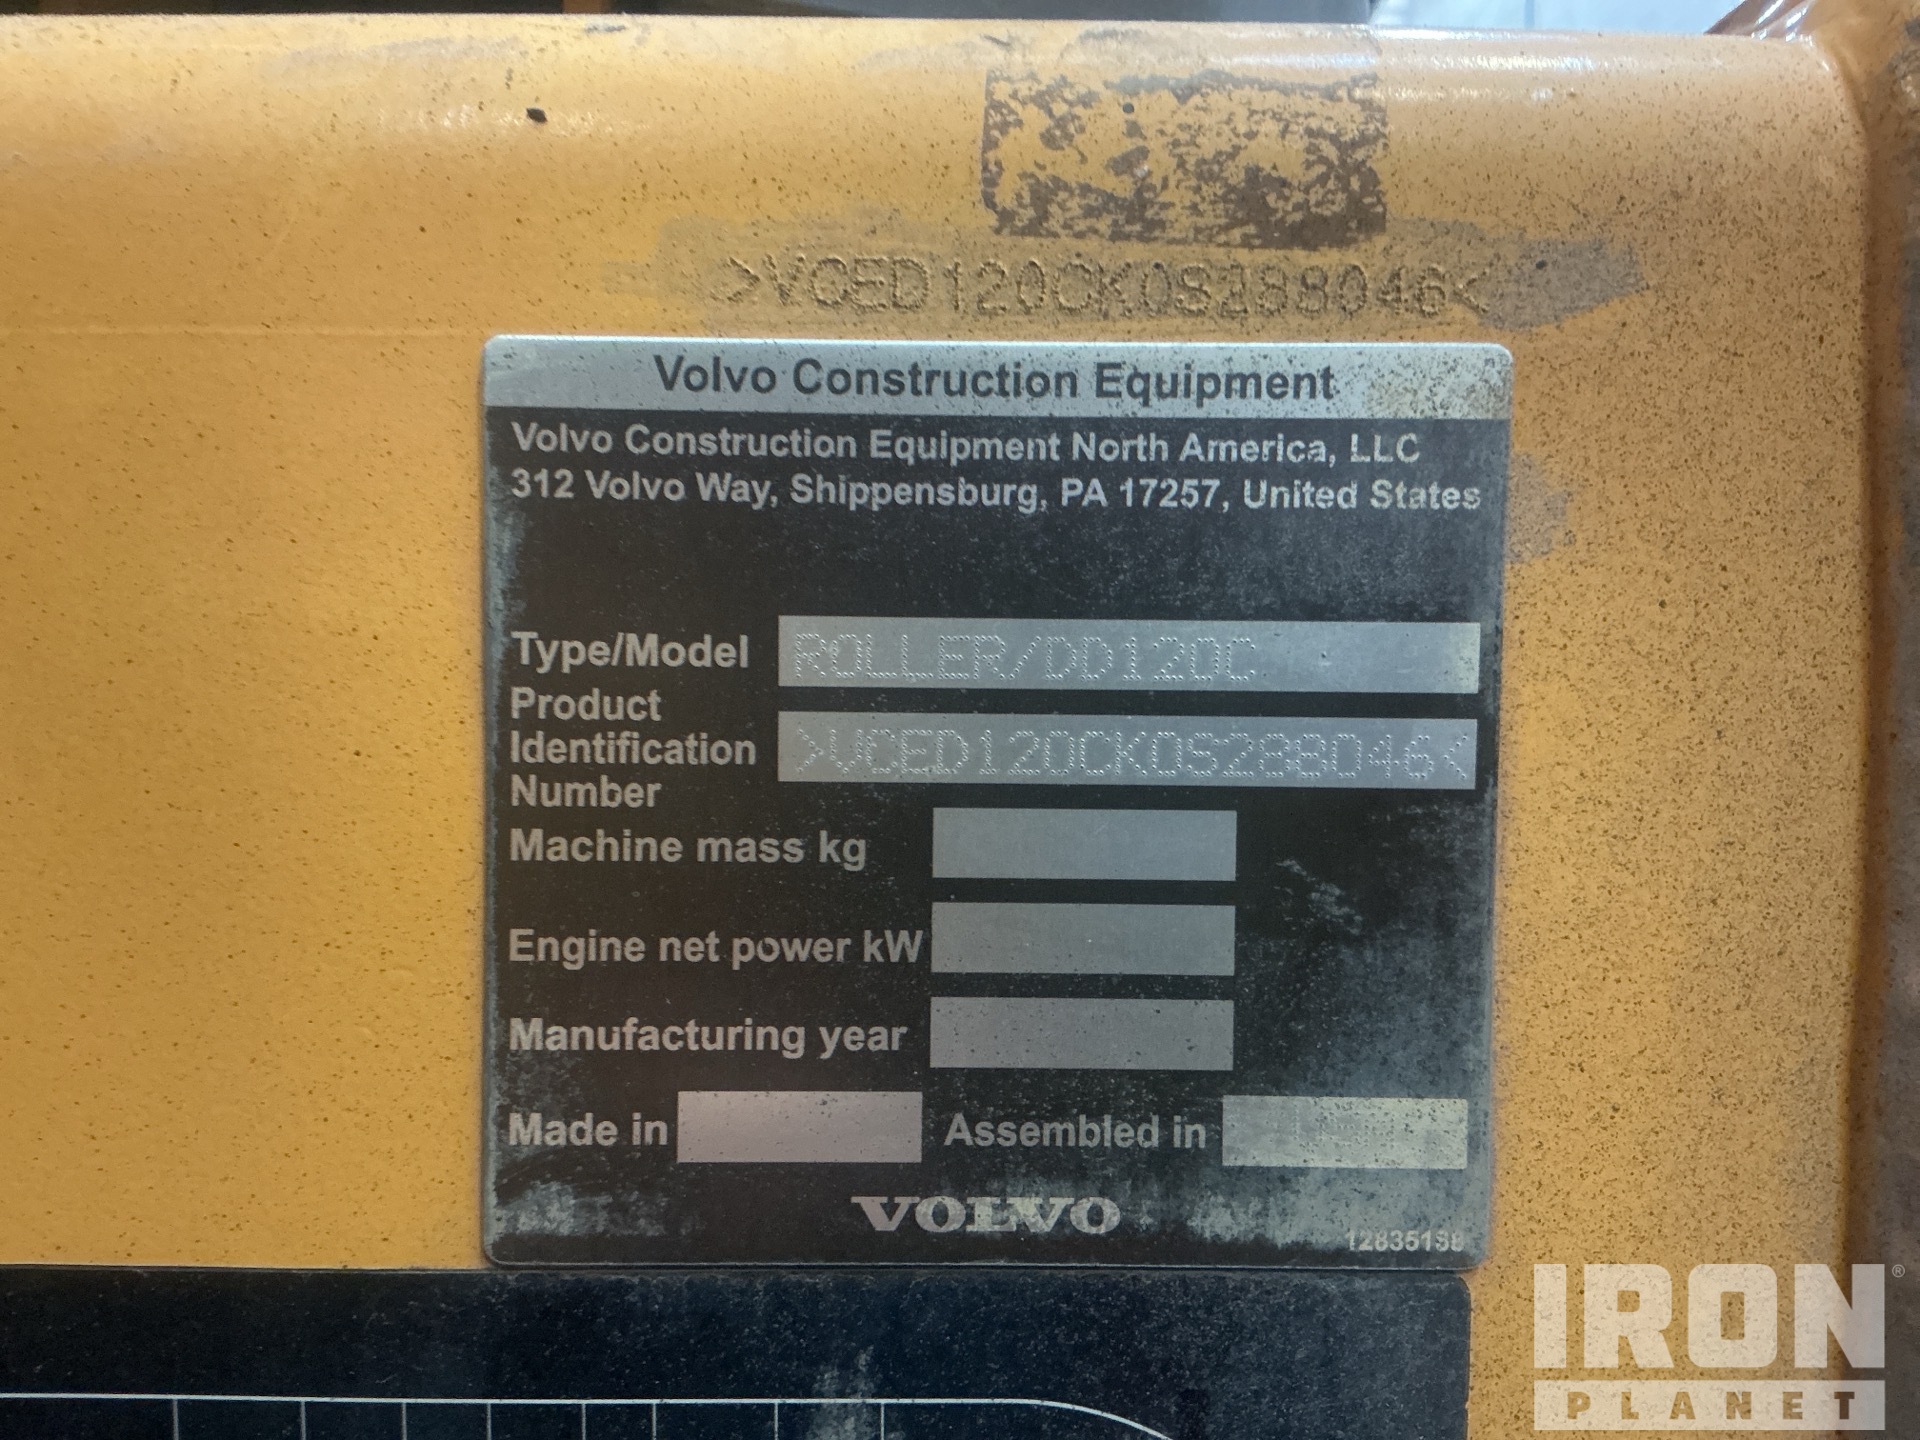 >VCED120CK0S288046<
Volvo Construction Equipment
Volvo Construction Equipment North America, LLC
312 Volvo Way, Shippensburg, PA 17257, United States
Type/Model ROLLER/DD120C
Product Identification Number >VCED120CK0S288046<
Machine mass kg
Engine net power kW
Manufacturing year
Made in Assembled in
VOLVO
12835138
IRON®
PLANET